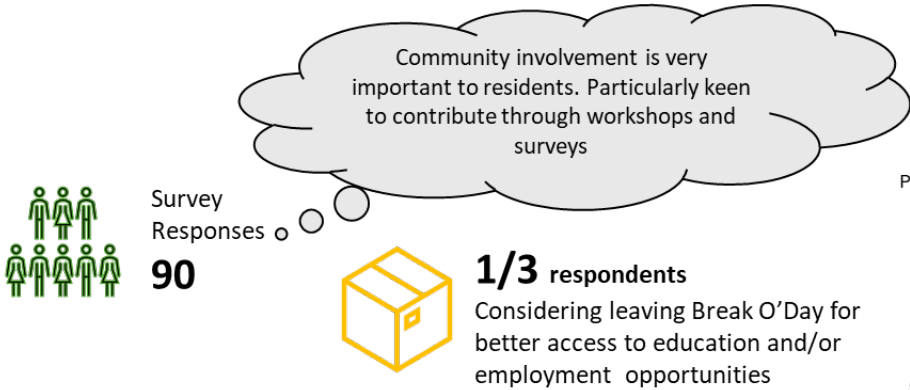 Community involvement is very
important to residents. Particularly keen
to contribute through workshops and
surveys
P
Survey
Responses
90
1/3 respondents
Considering leaving Break O’Day for
better access to education and/or
employment opportunities